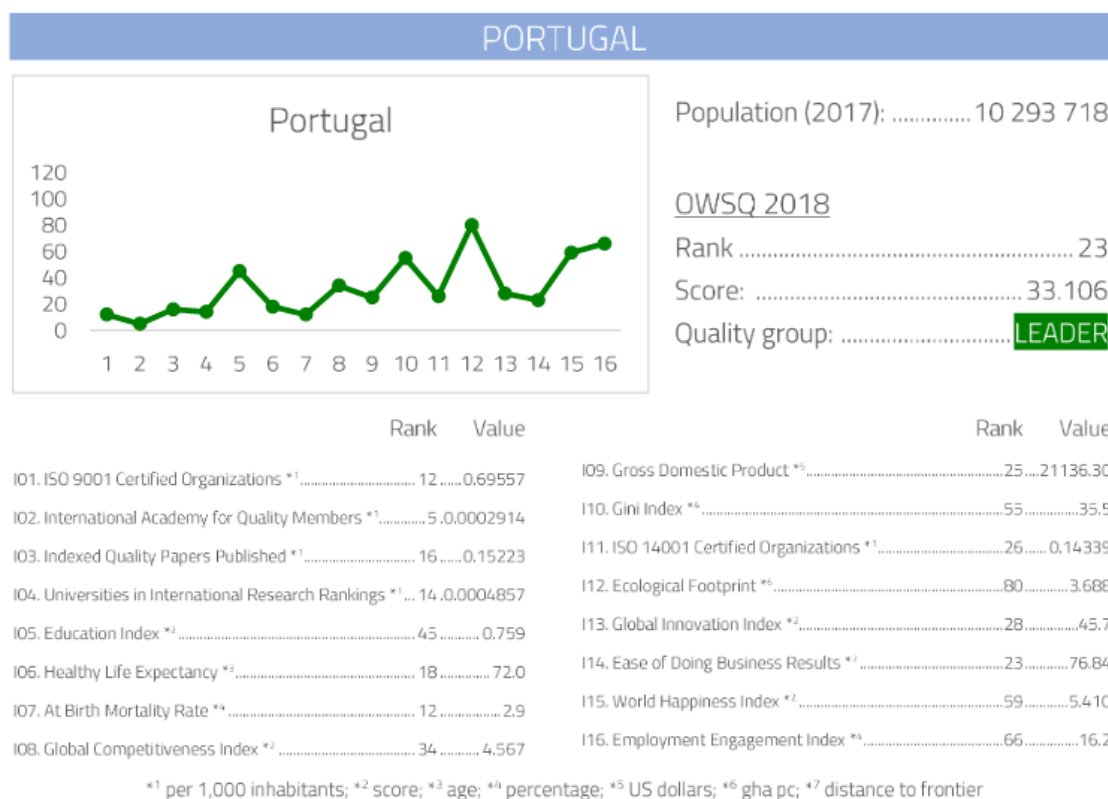 PORTUGAL
Portugal
120
100
80
60
40
20
0
1 2 3 4 5 6 7 8 9 10 11 12 13 14 15 16
Population (2017): .............. 10 293 718
OWSQ 2018
Rank .................................................... 23
Score: .......................................... 33.106
Quality group: ........................... LEADER
Rank Value
I01. ISO 9001 Certified Organizations *1 ........ 12 ...... 0.69557
I02. International Academy for Quality Members *1 ........ 5 .0.0002914
I03. Indexed Quality Papers Published *1 ........ 16 ..... 0.15223
I04. Universities in International Research Rankings *1 ... 14 .0.0004857
I05. Education Index *2 ........ 45 .......... 0.759
I06. Healthy Life Expectancy *3 ........ 18 ............. 72.0
I07. At Birth Mortality Rate *4 ........ 12 ................ 2.9
I08. Global Competitiveness Index *2 ........ 34 .......... 4.567
Rank Value
I09. Gross Domestic Product *5 ........ 25 ...21136.30
I10. Gini Index *4 ........ 55 ............ 35.5
I11. ISO 14001 Certified Organizations *1 ........ 26 .... 0.14339
I12. Ecological Footprint *6 ........ 80 .......... 3.688
I13. Global Innovation Index *2 ........ 28 ............ 45.7
I14. Ease of Doing Business Results *7 ........ 23 .......... 76.84
I15. World Happiness Index *2 ........ 59 .......... 5.410
I16. Employment Engagement Index *4 ........ 66 ............ 16.2
*1 per 1,000 inhabitants; *2 score; *3 age; *4 percentage; *5 US dollars; *6 gha pc; *7 distance to frontier